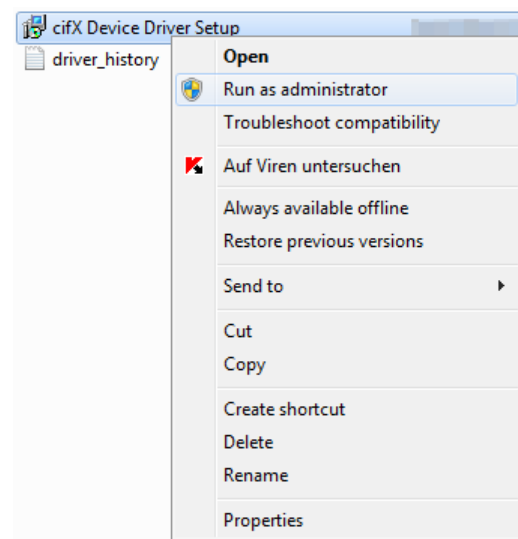 cifX Device Driver Setup
driver_history
Open
Run as administrator
Troubleshoot compatibility
Auf Viren untersuchen
Always available offline
Restore previous versions
Send to
Cut
Copy
Create shortcut
Delete
Rename
Properties